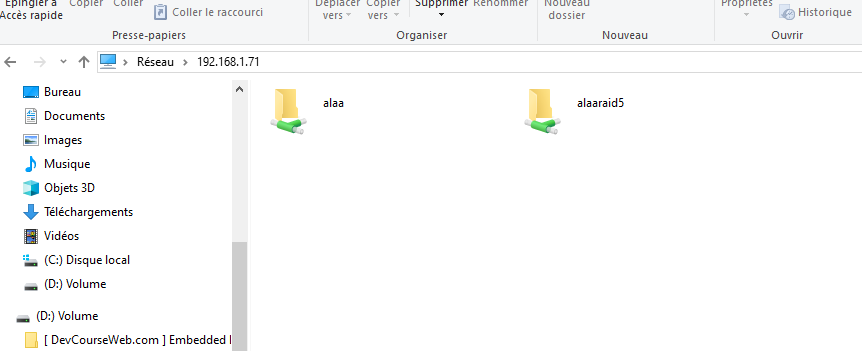 Épingler à
Accès rapide
Copier
Coller
Coller le raccourci
Presse-papiers
Déplacer
vers
Copier
vers
Supprimer
Renommer
Organiser
Nouveau
dossier
Nouveau
Propriétés
Historique
Ouvrir
Réseau
192.168.1.71
Bureau
Documents
Images
Musique
Objets 3D
Téléchargements
Vidéos
(C:) Disque local
(D:) Volume
(D:) Volume
[ DevCourseWeb.com ] Embedded
alaa
alaaraid5